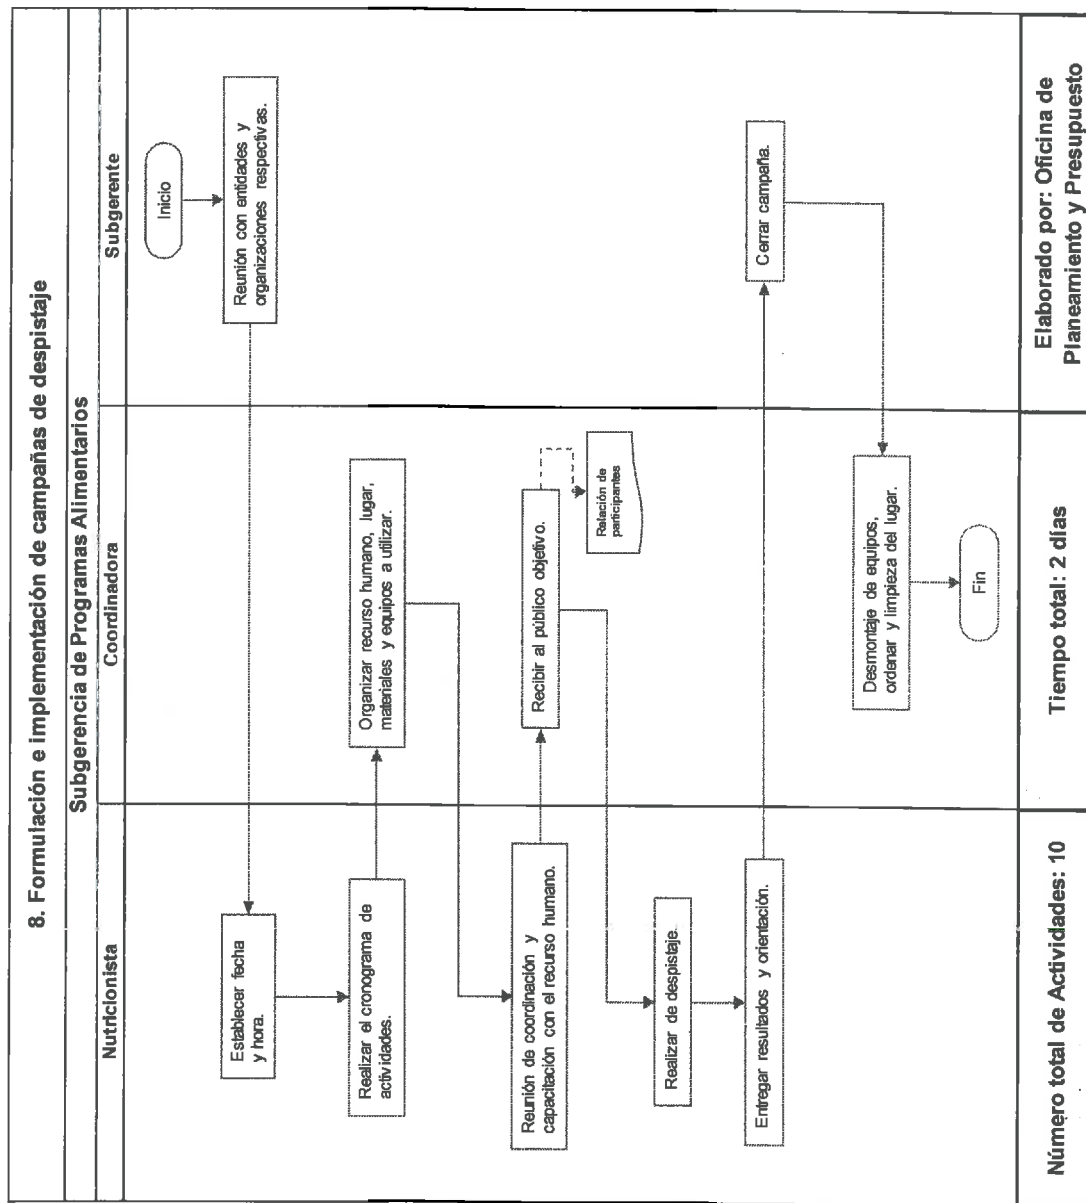 8. Formulación e implementación de campañas de despistaje
Subgerencia de Programas Alimentarios
Nutricionista
Coordinadora
Subgerente
Inicio
Reunión con entidades y
organizaciones respectivas.
Establecer fecha
y hora.
Realizar el cronograma de
actividades.
Organizar recurso humano, lugar,
materiales y equipos a utilizar.
Reunión de coordinación y
capacitación con el recurso humano.
Recibir al público objetivo.
Relación de
participantes
Realizar de despistaje.
Entregar resultados y orientación.
Cerrar campaña.
Desmontaje de equipos,
ordenar y limpieza del lugar.
Fin
Número total de Actividades: 10
Tiempo total: 2 días
Elaborado por: Oficina de
Planeamiento y Presupuesto